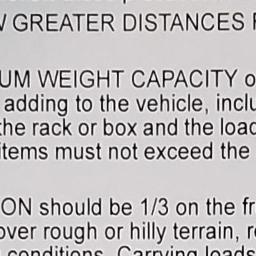 GREATER DISTANCES
UM WEIGHT CAPACITY o
adding to the vehicle, inclu
the rack or box and the load
items must not exceed the
ON should be 1/3 on the fr
over rough or hilly terrain, r
conditions. Carrying loads